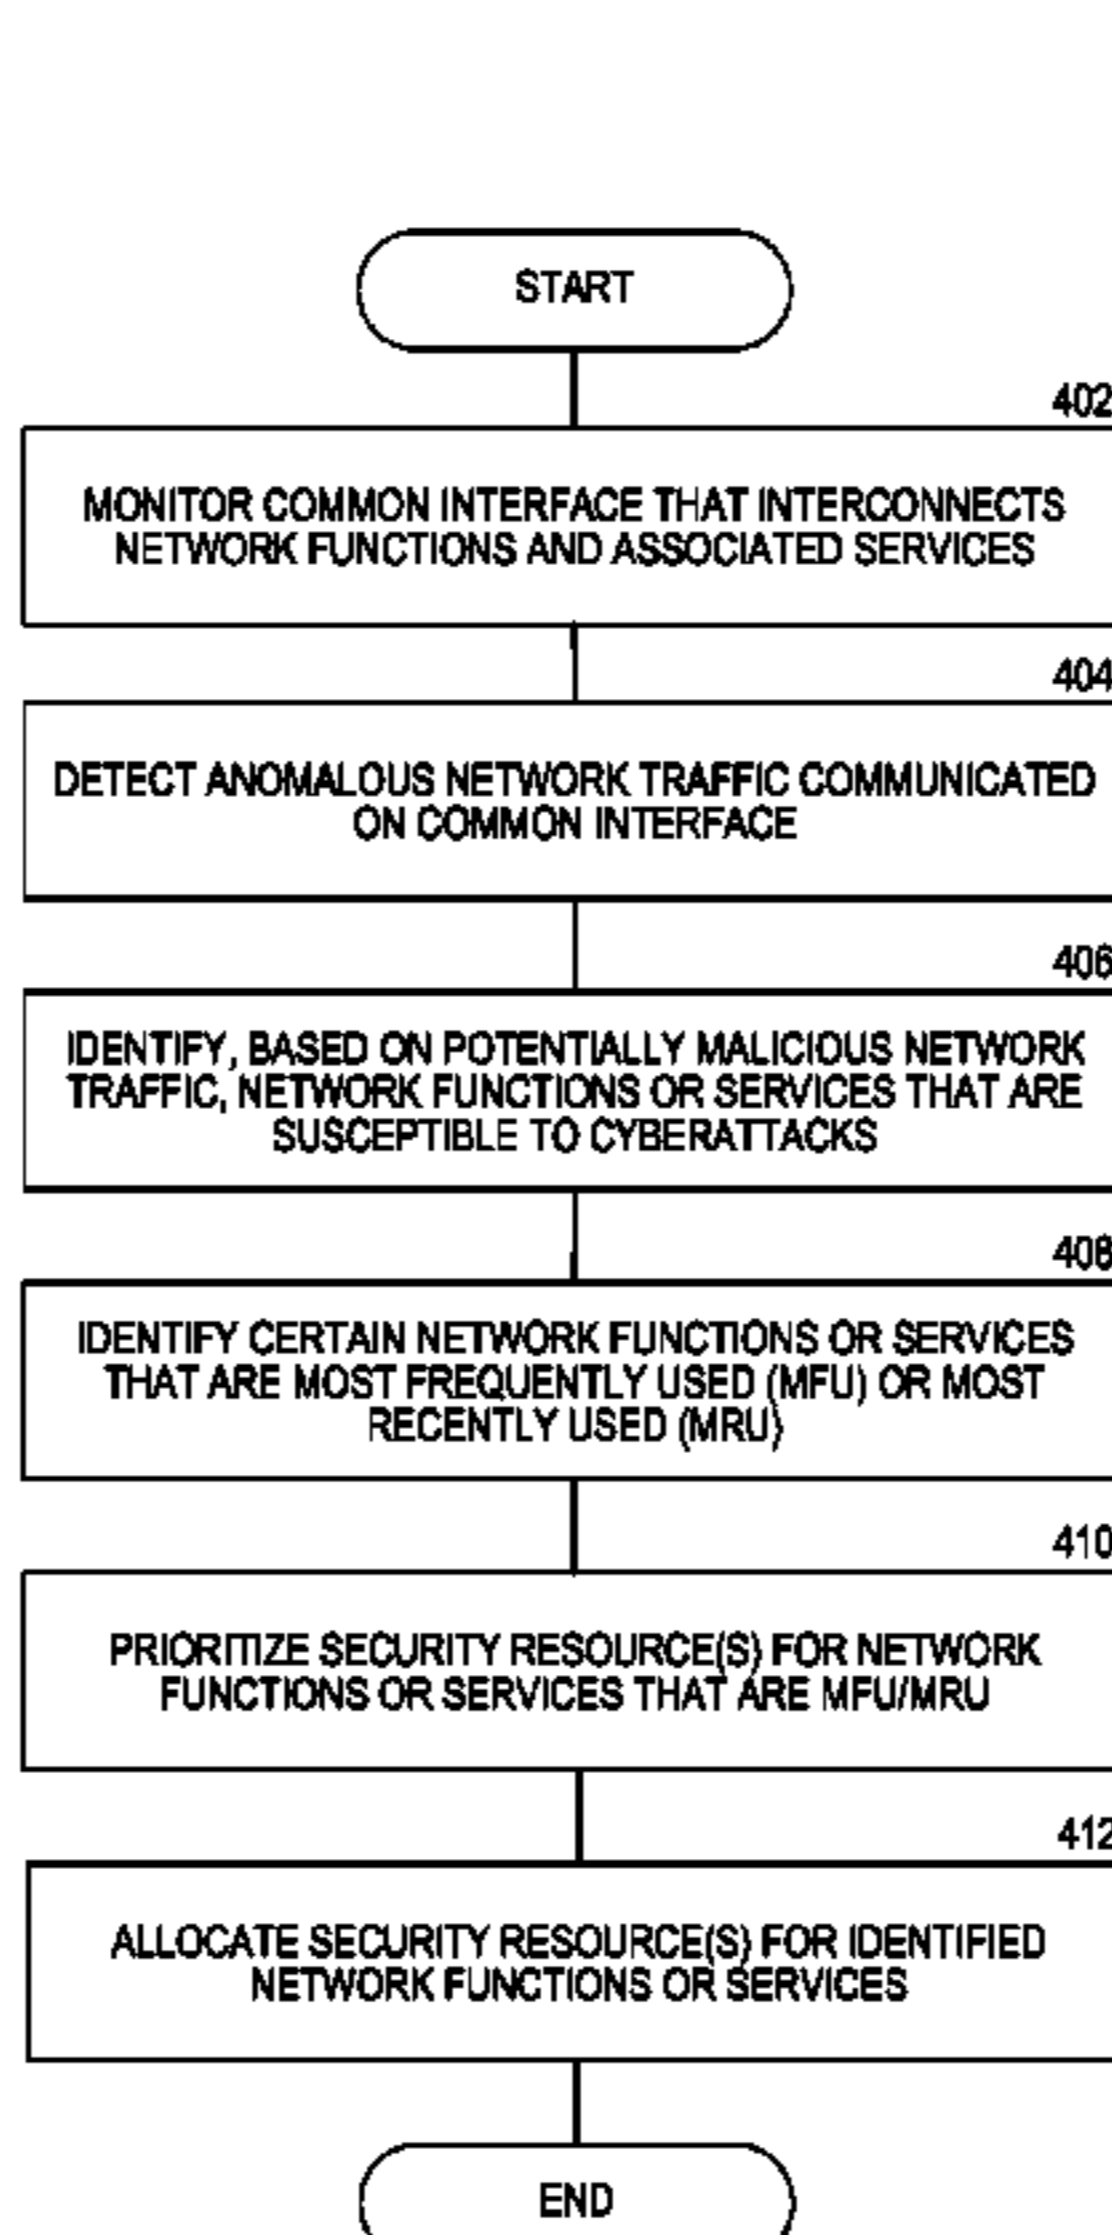 START
402
MONITOR COMMON INTERFACE THAT INTERCONNECTS
NETWORK FUNCTIONS AND ASSOCIATED SERVICES
404
DETECT ANOMALOUS NETWORK TRAFFIC COMMUNICATED
ON COMMON INTERFACE
406
IDENTIFY, BASED ON POTENTIALLY MALICIOUS NETWORK
TRAFFIC, NETWORK FUNCTIONS OR SERVICES THAT ARE
SUSCEPTIBLE TO CYBERATTACKS
408
IDENTIFY CERTAIN NETWORK FUNCTIONS OR SERVICES
THAT ARE MOST FREQUENTLY USED (MFU) OR MOST
RECENTLY USED (MRU)
410
PRIORITIZE SECURITY RESOURCE(S) FOR NETWORK
FUNCTIONS OR SERVICES THAT ARE MFU/MRU
412
ALLOCATE SECURITY RESOURCE(S) FOR IDENTIFIED
NETWORK FUNCTIONS OR SERVICES
END